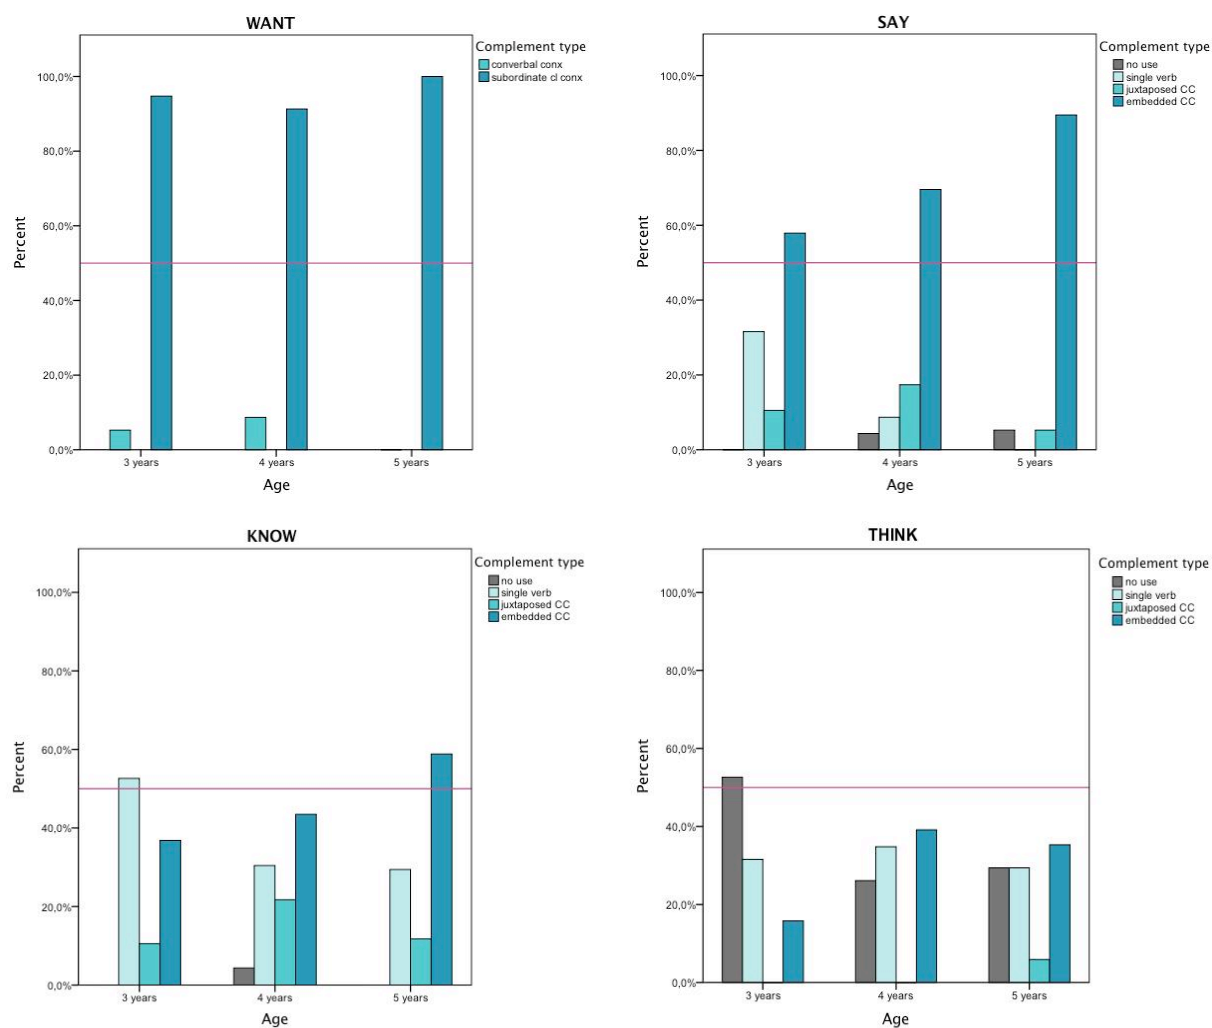 WANT
Complement type
converbal conx
subordinate cl conx
100,0%
80,0%
60,0%
40,0%
20,0%
0,0%
Percent
3 years 4 years 5 years
Age
SAY
Complement type
no use
single verb
juxtaposed CC
embedded CC
100,0%
80,0%
60,0%
40,0%
20,0%
0,0%
Percent
3 years 4 years 5 years
Age
KNOW
Complement type
no use
single verb
juxtaposed CC
embedded CC
100,0%
80,0%
60,0%
40,0%
20,0%
0,0%
Percent
3 years 4 years 5 years
Age
THINK
Complement type
no use
single verb
juxtaposed CC
embedded CC
100,0%
80,0%
60,0%
40,0%
20,0%
0,0%
Percent
3 years 4 years 5 years
Age